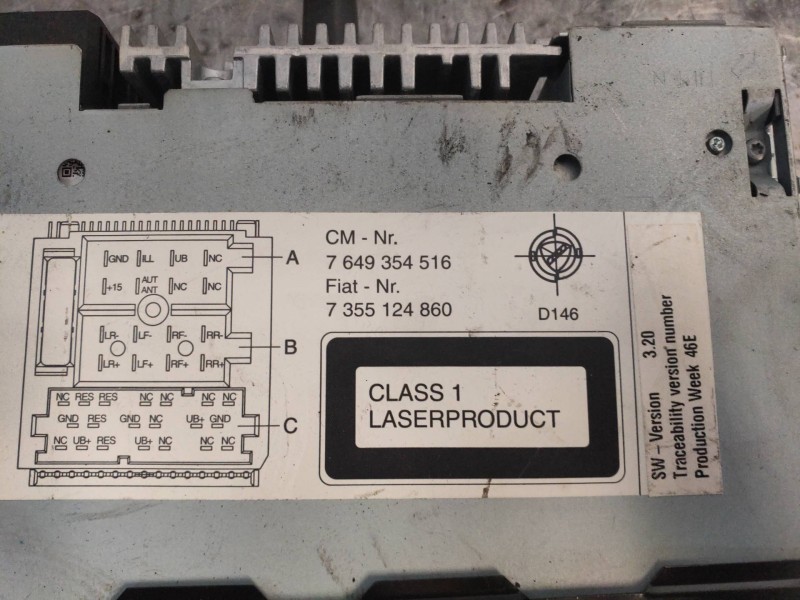 GND ILL UB NC
A
+15 AUT ANT NC NC
LR- LF- RF- RR-
B
LR+ LF+ RF+ RR+
NC RES RES NC NC NC NC
GND RES GND NC UB+ GND
C
NC UB+ RES UB+ NC NC NC
CM - Nr.
7 649 354 516
Fiat - Nr.
7 355 124 860
D146
CLASS 1
LASERPRODUCT
SW - Version 3.20
Traceability version number
Production Week 46E